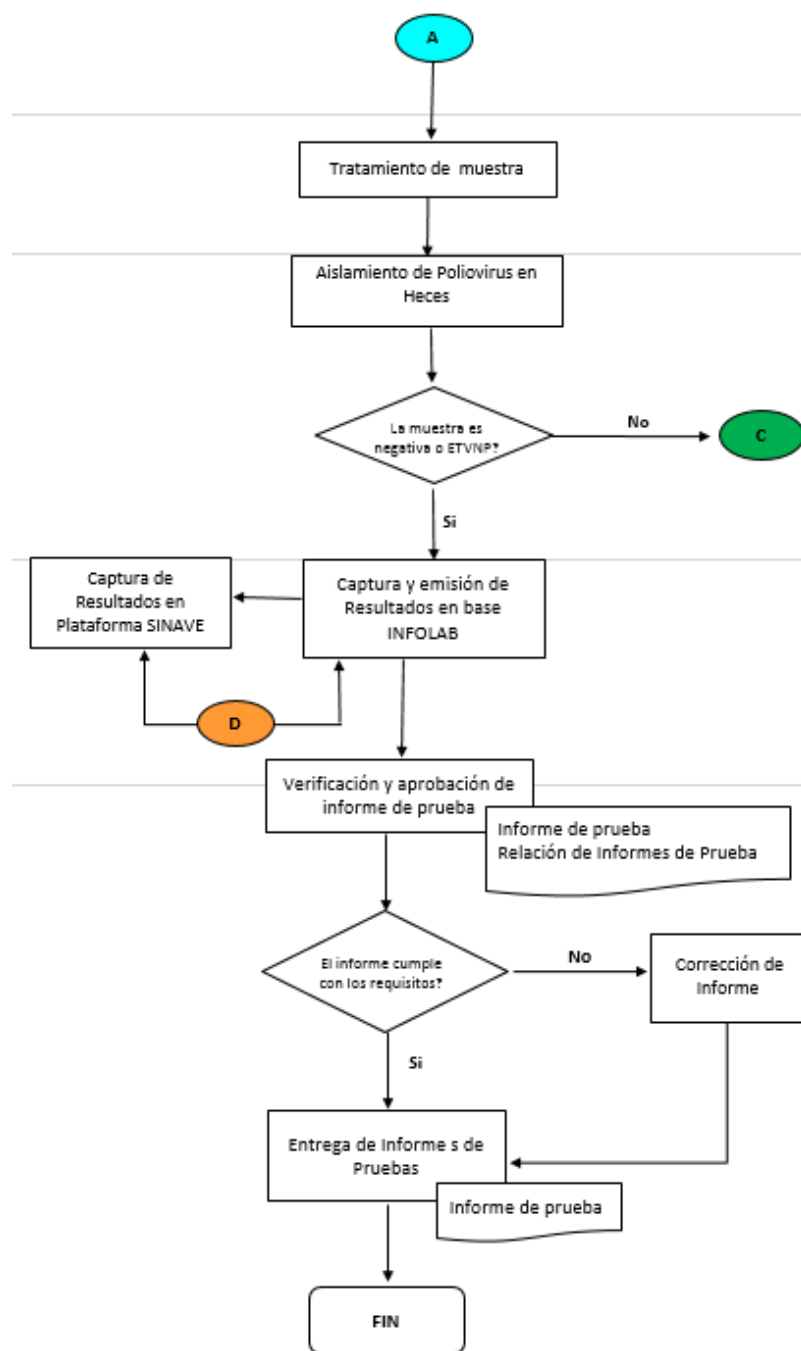 A
Tratamiento de muestra
Aislamiento de Poliovirus en
Heces
La muestra es
negativa o ETVNP?
No
C
Si
Captura de
Resultados en
Plataforma SINAVE
Captura y emisión de
Resultados en base
INFOLAB
D
Verificación y aprobación de
informe de prueba
Informe de prueba
Relación de Informes de Prueba
El informe cumple
con los requisitos?
No
Corrección de
Informe
Si
Entrega de Informe s de
Pruebas
Informe de prueba
FIN